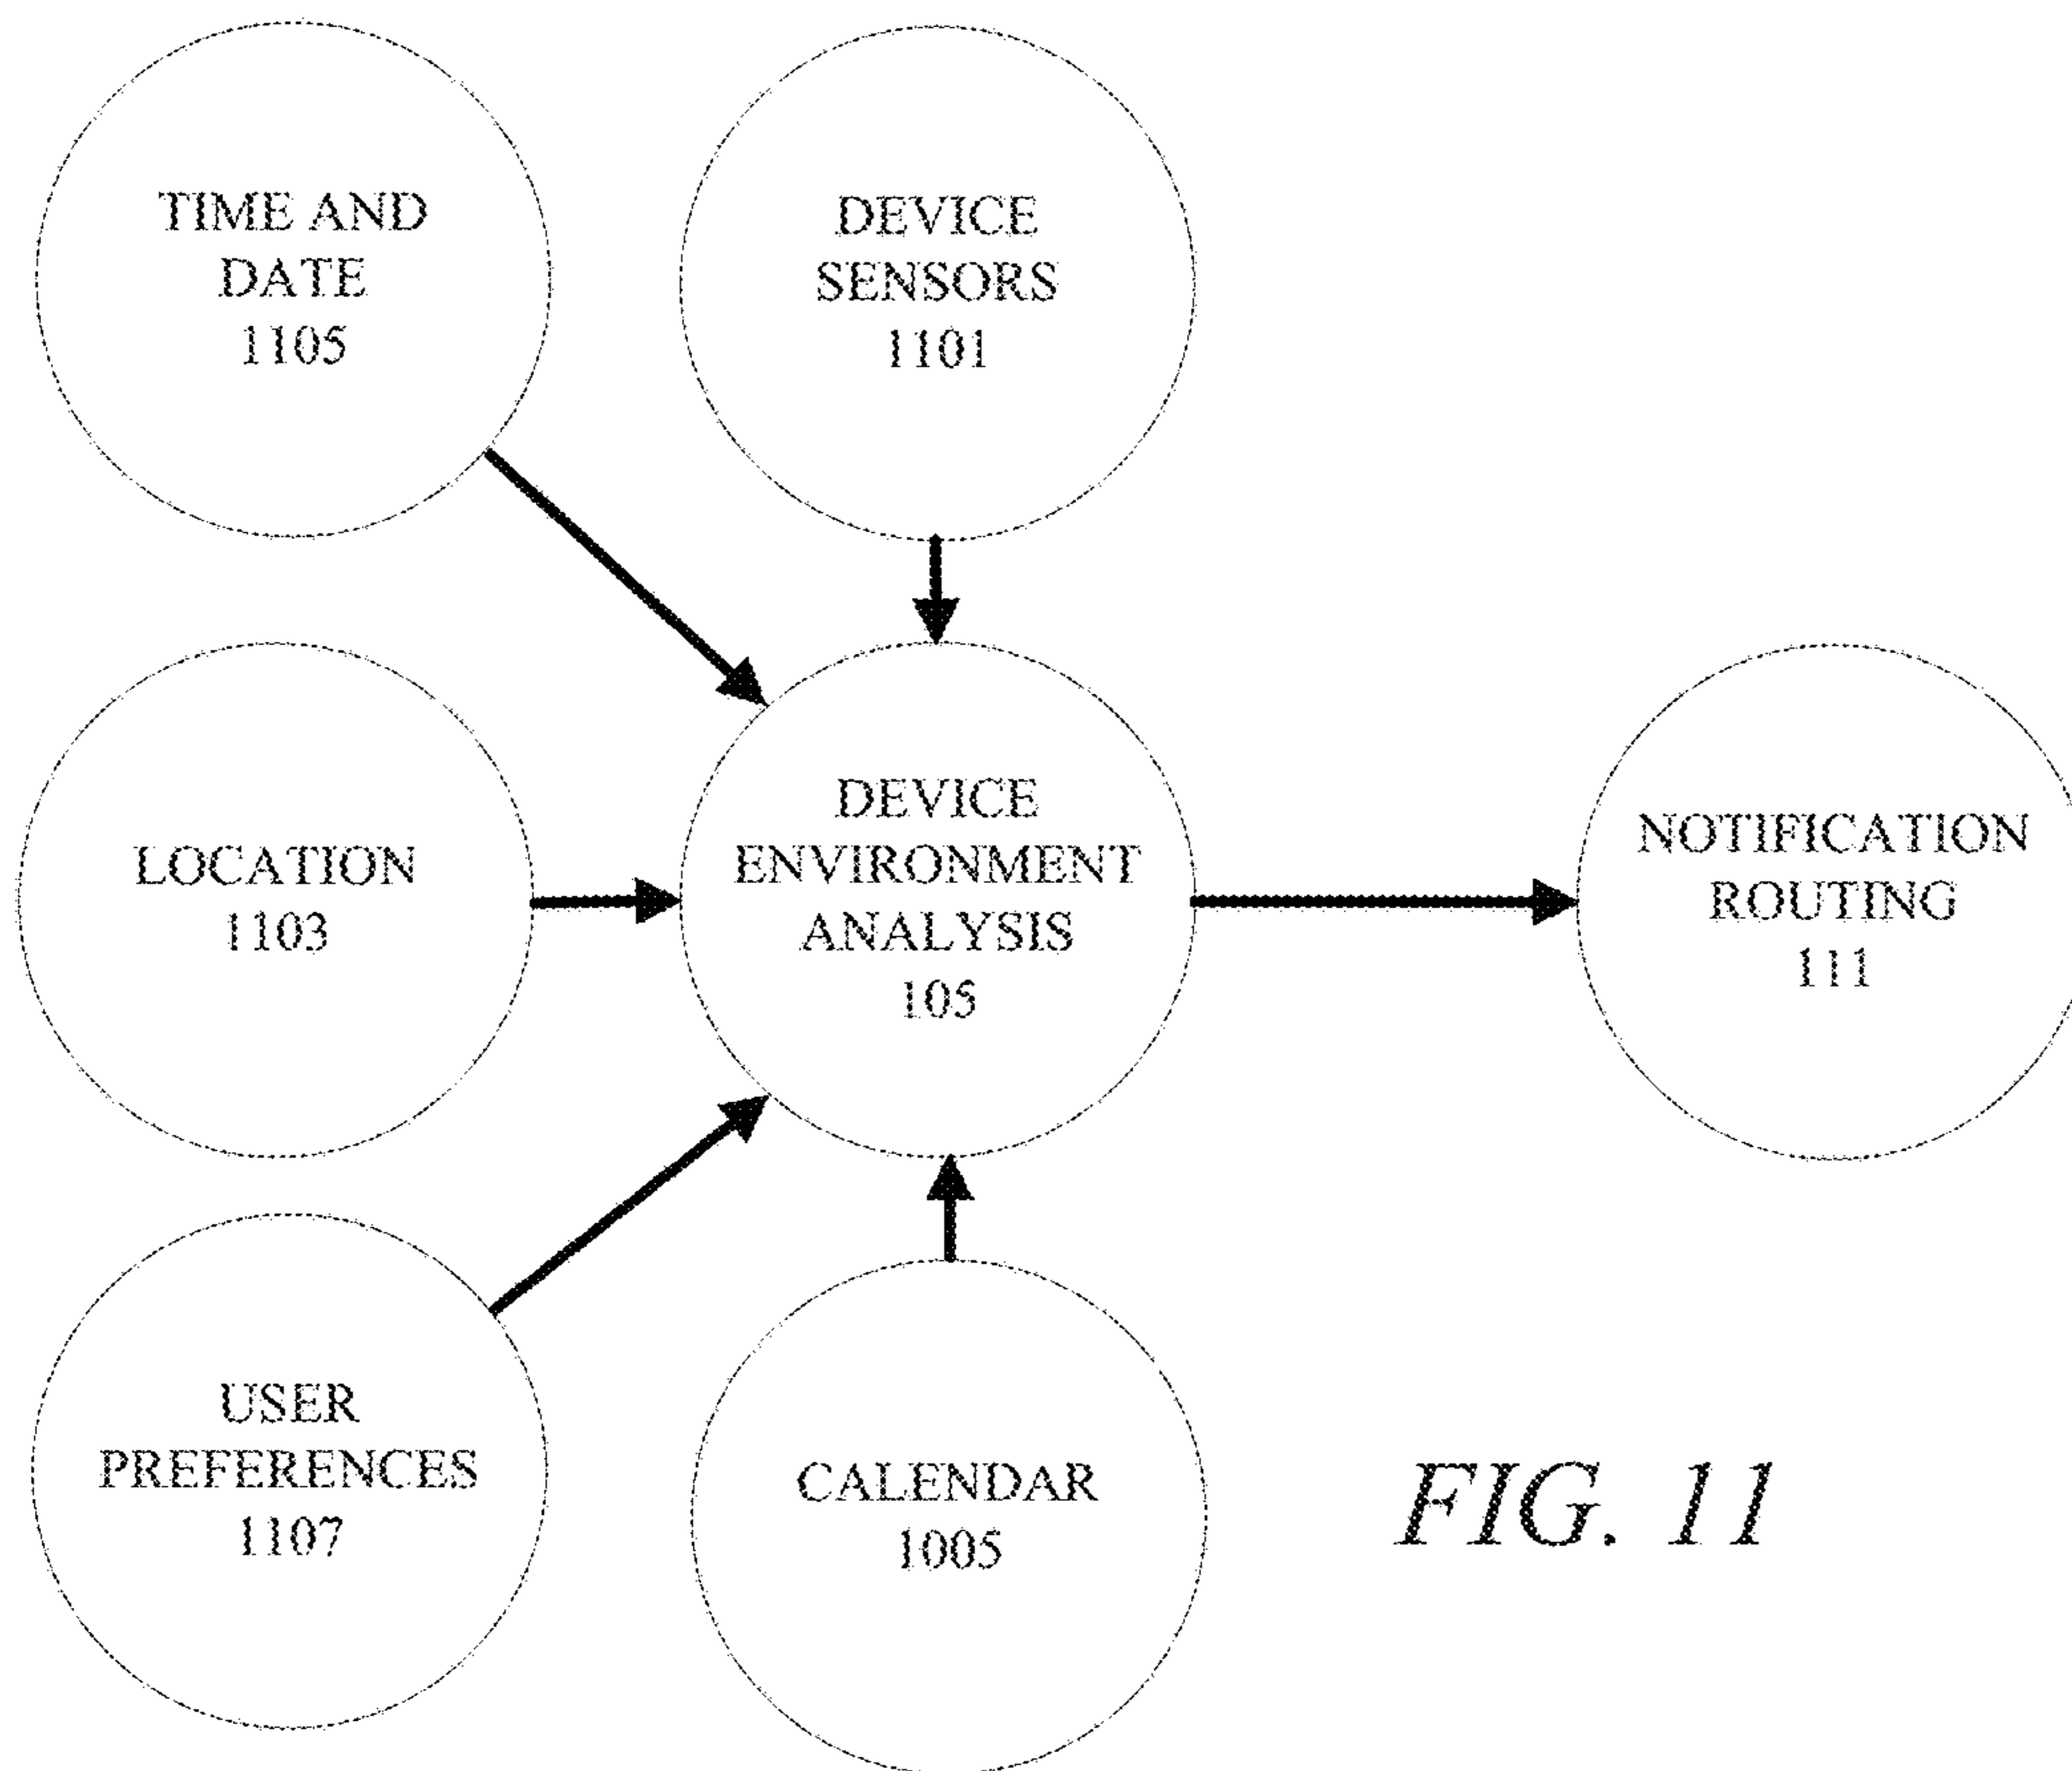 TIME AND
DATE
1105
DEVICE
SENSORS
1101
LOCATION
1103
DEVICE
ENVIRONMENT
ANALYSIS
105
NOTIFICATION
ROUTING
111
USER
PREFERENCES
1107
CALENDAR
1005
FIG. 11